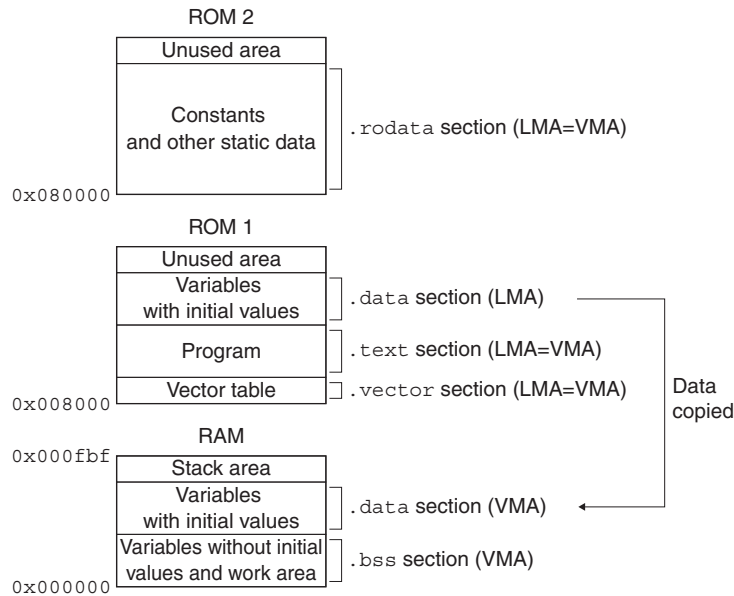 ROM 2
Unused area
Constants
and other static data
.rodata section (LMA=VMA)
0x080000
ROM 1
Unused area
Variables
with initial values
.data section (LMA)
Program
.text section (LMA=VMA)
Vector table
.vector section (LMA=VMA)
0x008000
Data
copied
RAM
0x000fbf
Stack area
Variables
with initial values
.data section (VMA)
Variables without initial
values and work area
.bss section (VMA)
0x000000